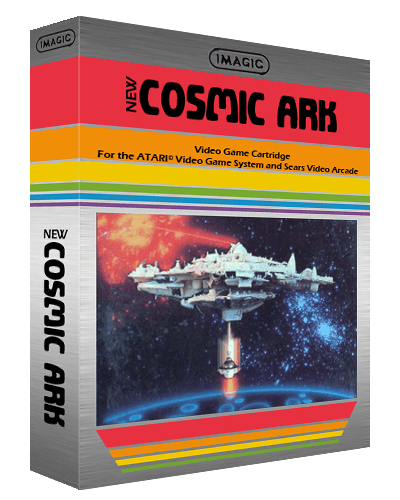 IMAGIC
IMAGIC
NEW
COSMIC ARK
Video Game Cartridge
For the ATARI® Video Game System and Sears Video Arcade
NEW
COSMIC ARK